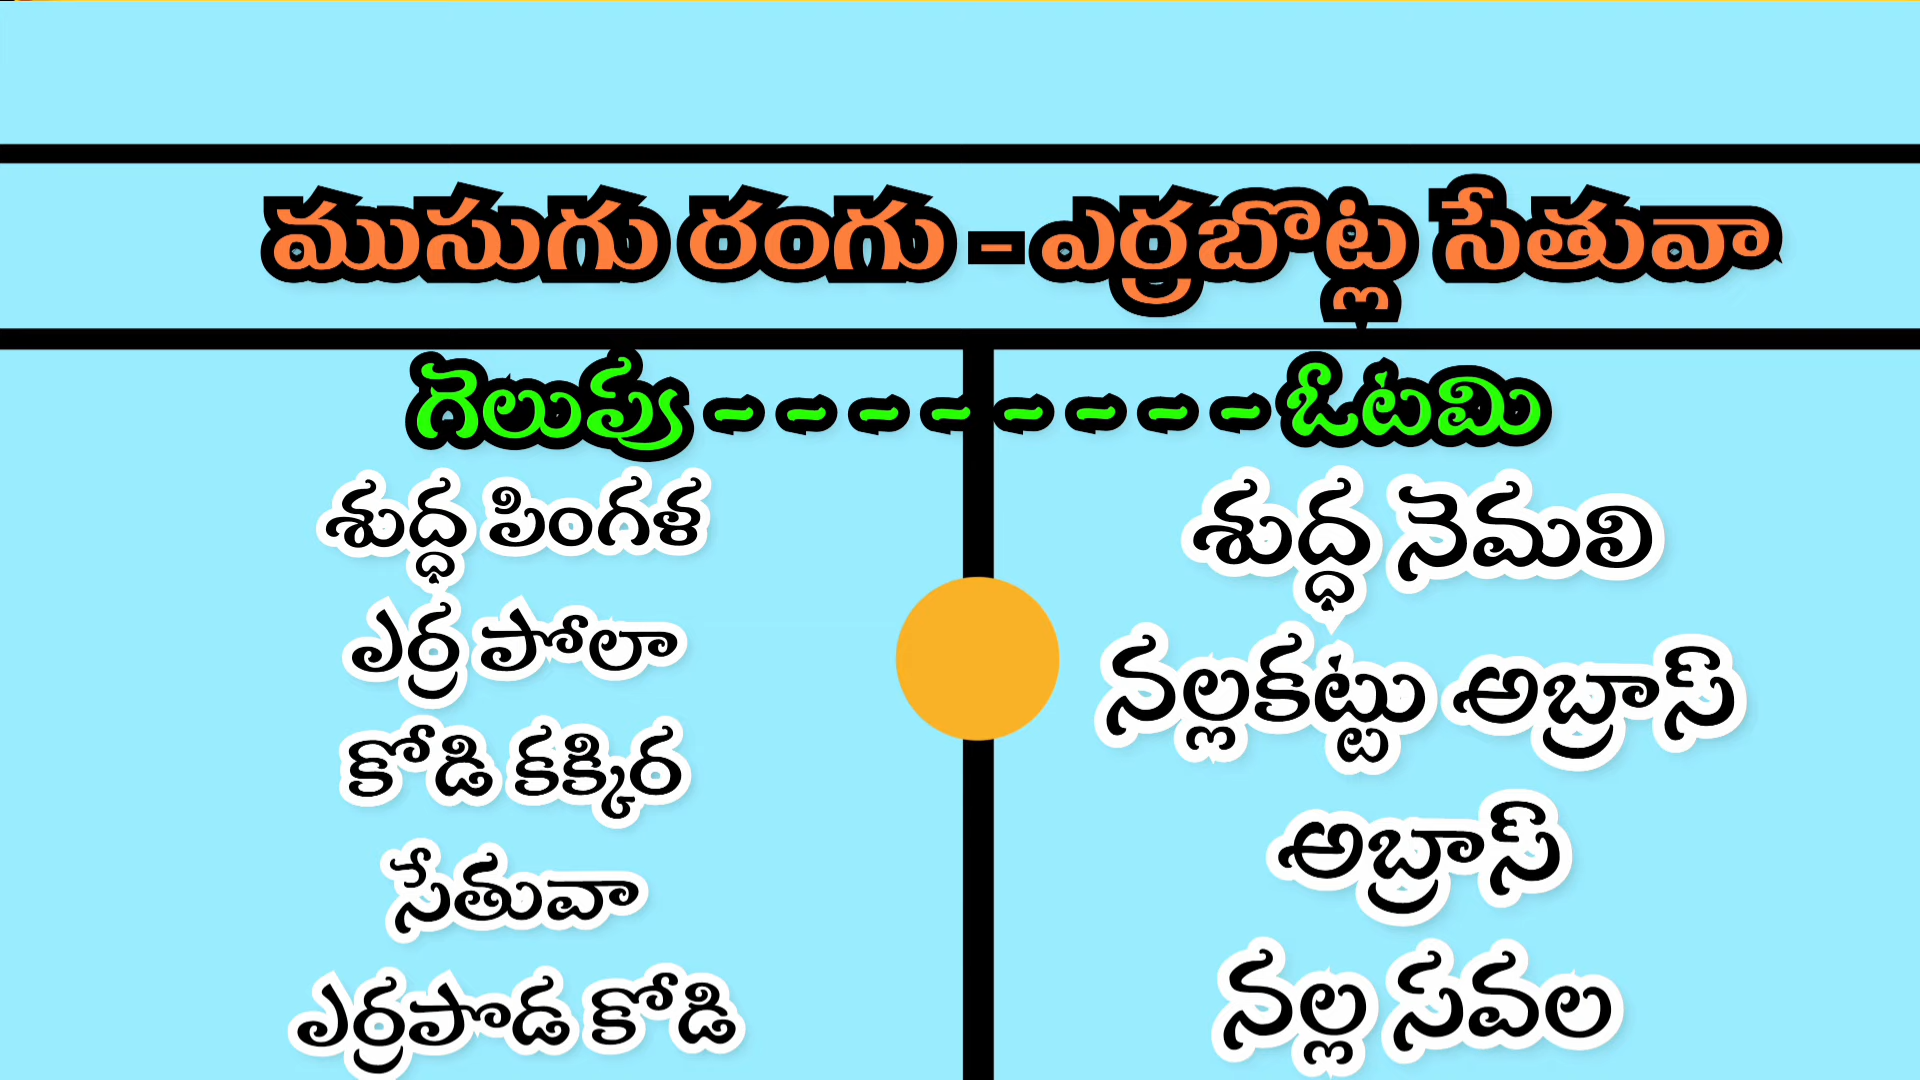 ముసుగు రంగు - ఎర్రబొట్ల సేతువా
గెలుపు - - - - - - - - ఓటమి
శుద్ధ పింగళ
ఎర్ర పోలా
కోడి కక్కిర
సేతువా
ఎర్రపొడ కోడి
శుద్ధ నెమలి
నల్లకట్టు అబ్రాస్
అబ్రాస్
నల్ల సవల